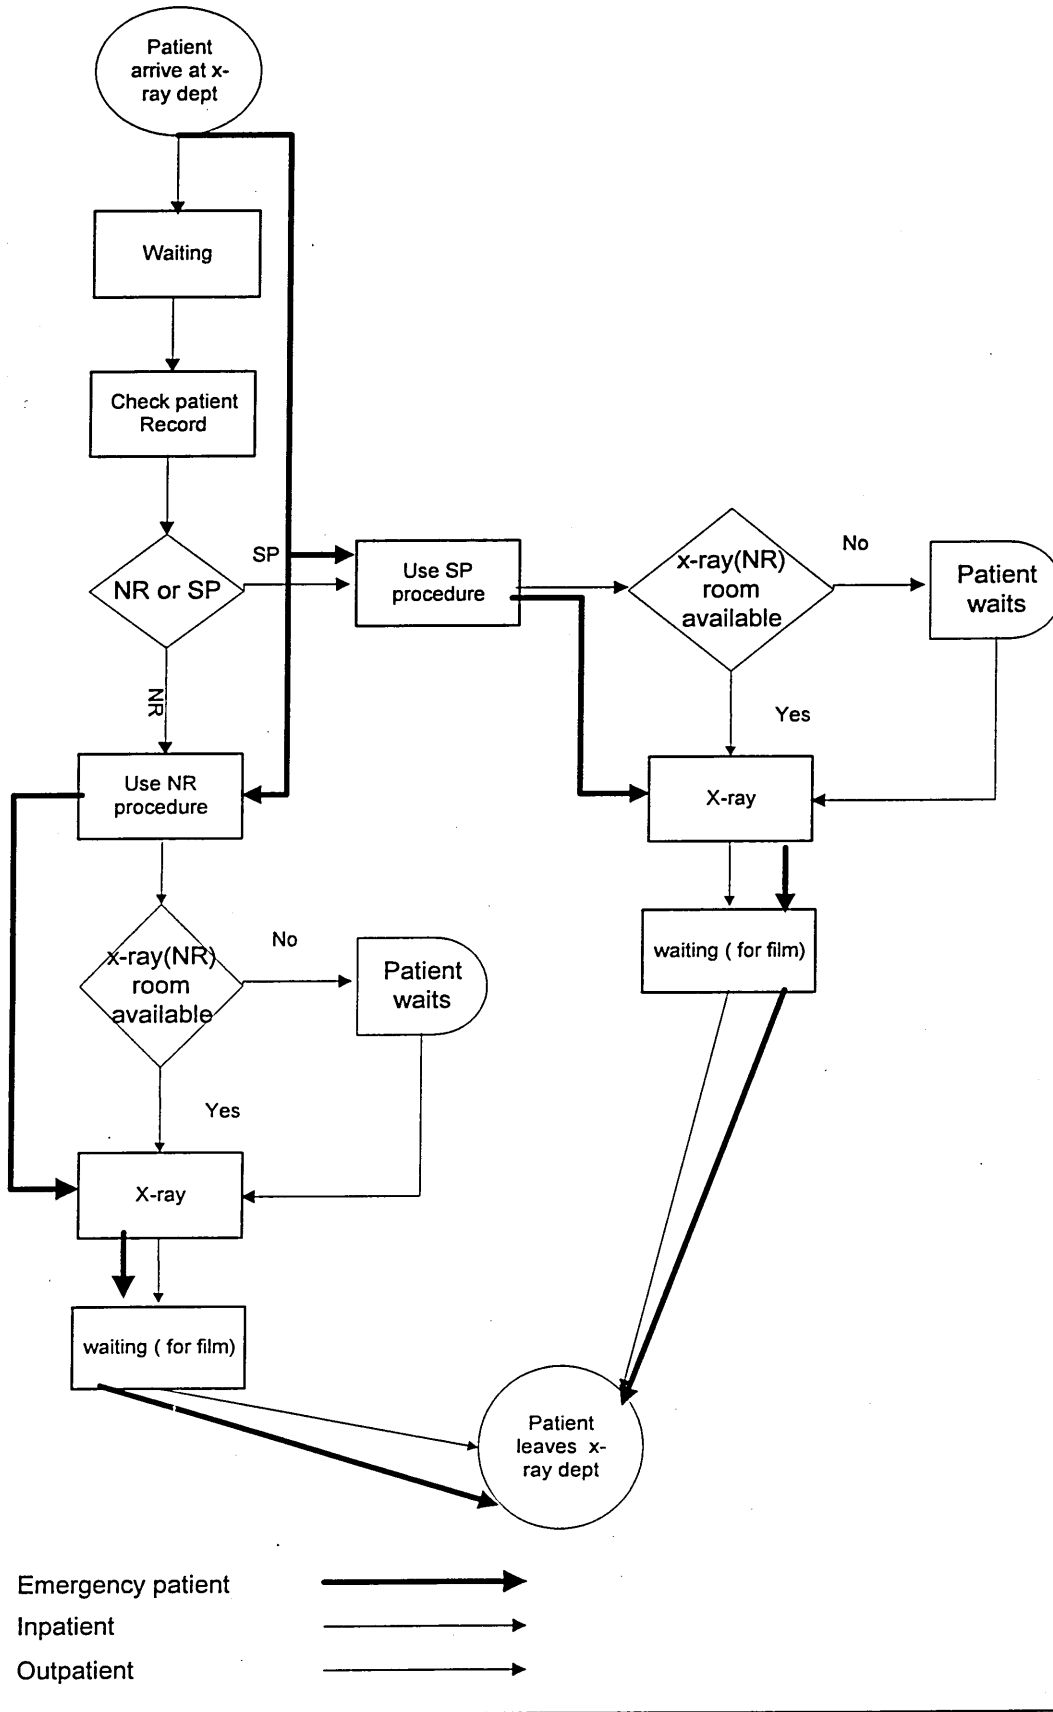 Patient
arrive at x-
ray dept
Waiting
Check patient
Record
NR or SP
SP
NR
Use SP
procedure
x-ray(NR)
room
available
No
Patient
waits
Yes
X-ray
waiting ( for film)
Use NR
procedure
x-ray(NR)
room
available
No
Patient
waits
Yes
X-ray
waiting ( for film)
Patient
leaves x-
ray dept
Emergency patient
Inpatient
Outpatient